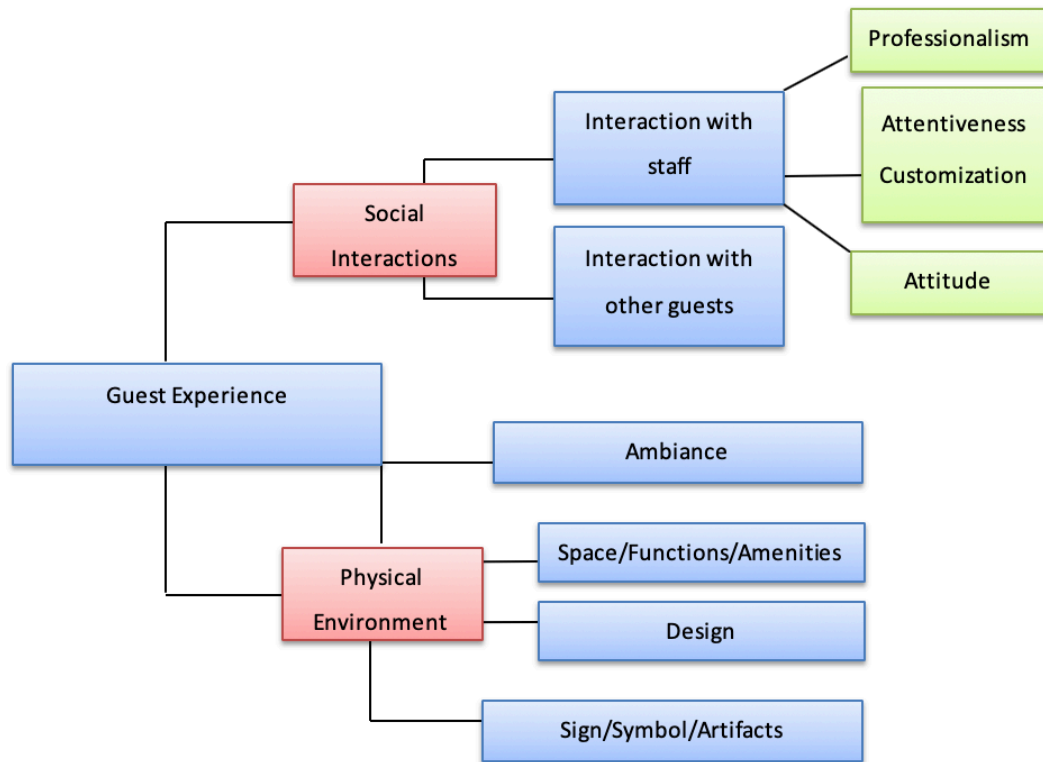 Professionalism
Interaction with
staff
Attentiveness
Customization
Social
Interactions
Interaction with
other guests
Attitude
Guest Experience
Ambiance
Space/Functions/Amenities
Physical
Environment
Design
Sign/Symbol/Artifacts